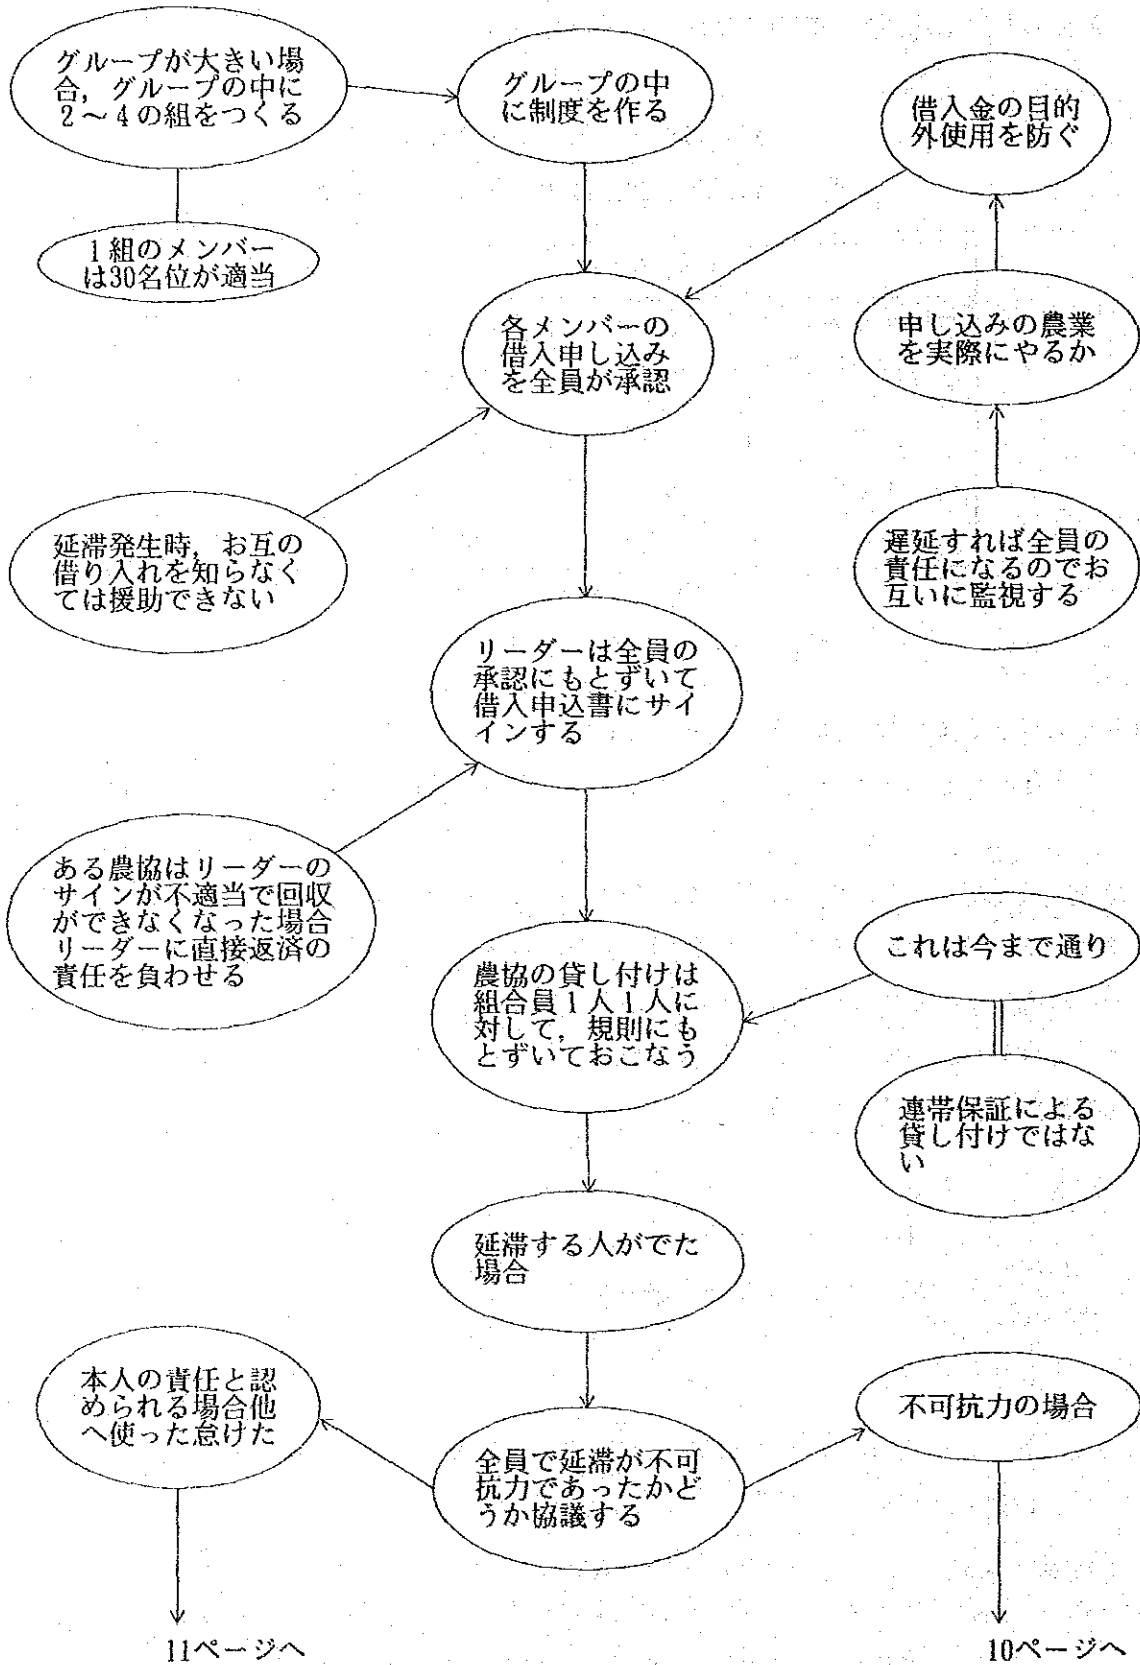 グループが大きい場
合，グループの中に
2～4の組をつくる
グループの中
に制度を作る
借入金の目的
外使用を防ぐ
1組のメンバー
は30名位が適当
各メンバーの
借入申し込み
を全員が承認
申し込みの農業
を実際にやるか
延滞発生時，お互の
借り入れを知らなく
ては援助できない
遅延すれば全員の
責任になるのでお
互いに監視する
リーダーは全員の
承認にもとずいて
借入申込書にサイ
インする
ある農協はリーダーの
サインが不適当で回収
ができなくなった場合
リーダーに直接返済の
責任を負わせる
農協の貸し付けは
組合員1人1人に
対して，規則にも
とずいておこなう
これは今まで通り
連帯保証による
貸し付けではな
い
延滞する人がでた
場合
本人の責任と認
められる場合他
へ使った怠けた
全員で延滞が不可
抗力であったかど
うか協議する
不可抗力の場合
11ページへ
10ページへ